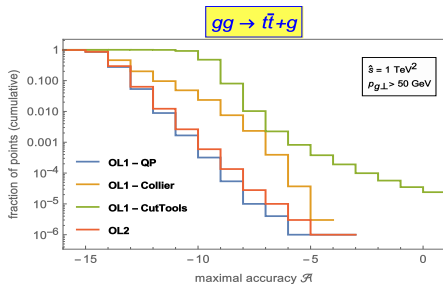 gg → tt̄+g
ŝ = 1 TeV²
p_g⊥ > 50 GeV
fraction of points (cumulative)
1
0.100
0.010
0.001
10⁻⁴
10⁻⁵
10⁻⁶
OL1 – QP
OL1 – Collier
OL1 – CutTools
OL2
−15 −10 −5 0
maximal accuracy 𝒜